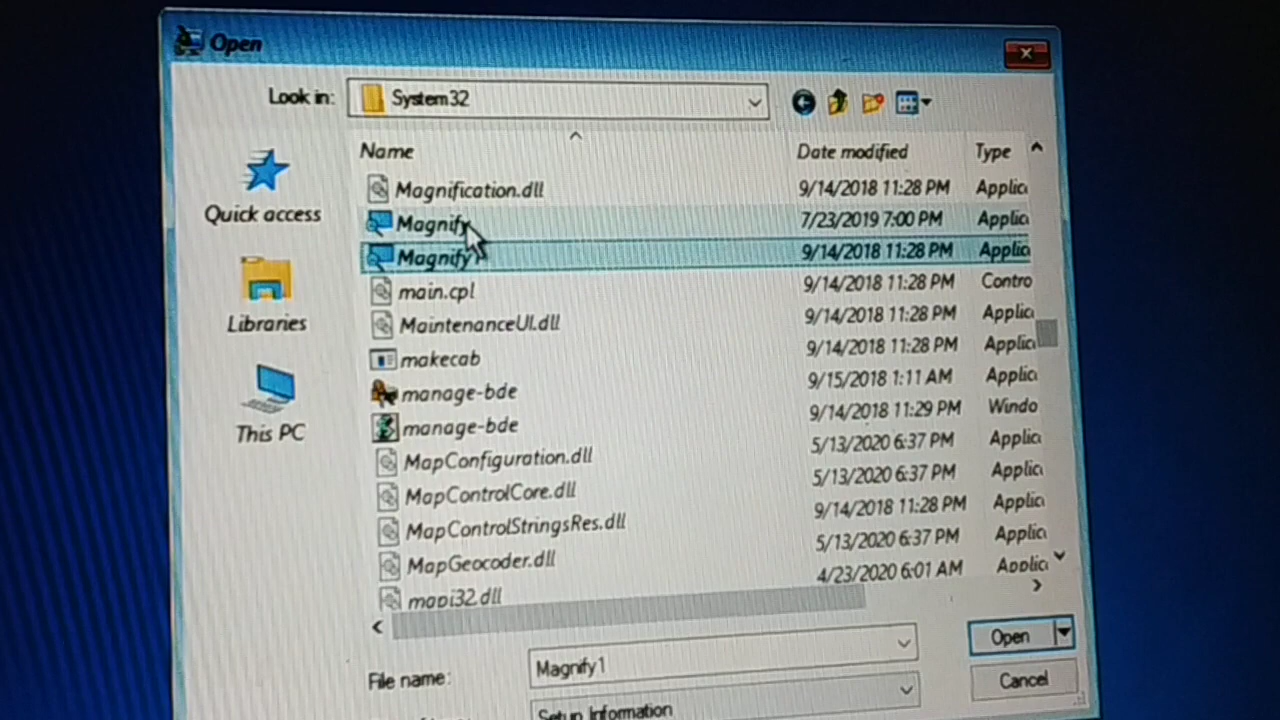 Open
Look in: System32
Name Date modified Type
Quick access
Libraries
This PC
Magnification.dll 9/14/2018 11:28 PM Applic
Magnify 7/23/2019 7:00 PM Applic
Magnify1 9/14/2018 11:28 PM Applic
main.cpl 9/14/2018 11:28 PM Contro
MaintenanceUI.dll 9/14/2018 11:28 PM Applic
makecab 9/14/2018 11:28 PM Applic
manage-bde 9/15/2018 1:11 AM Applic
manage-bde 9/14/2018 11:29 PM Windo
MapConfiguration.dll 5/13/2020 6:37 PM Applic
MapControlCore.dll 5/13/2020 6:37 PM Applic
MapControlStringsRes.dll 9/14/2018 11:28 PM Applic
MapGeocoder.dll 5/13/2020 6:37 PM Applic
mapi32.dll 4/23/2020 6:01 AM Applic
File name: Magnify1 Open
Setup Information Cancel